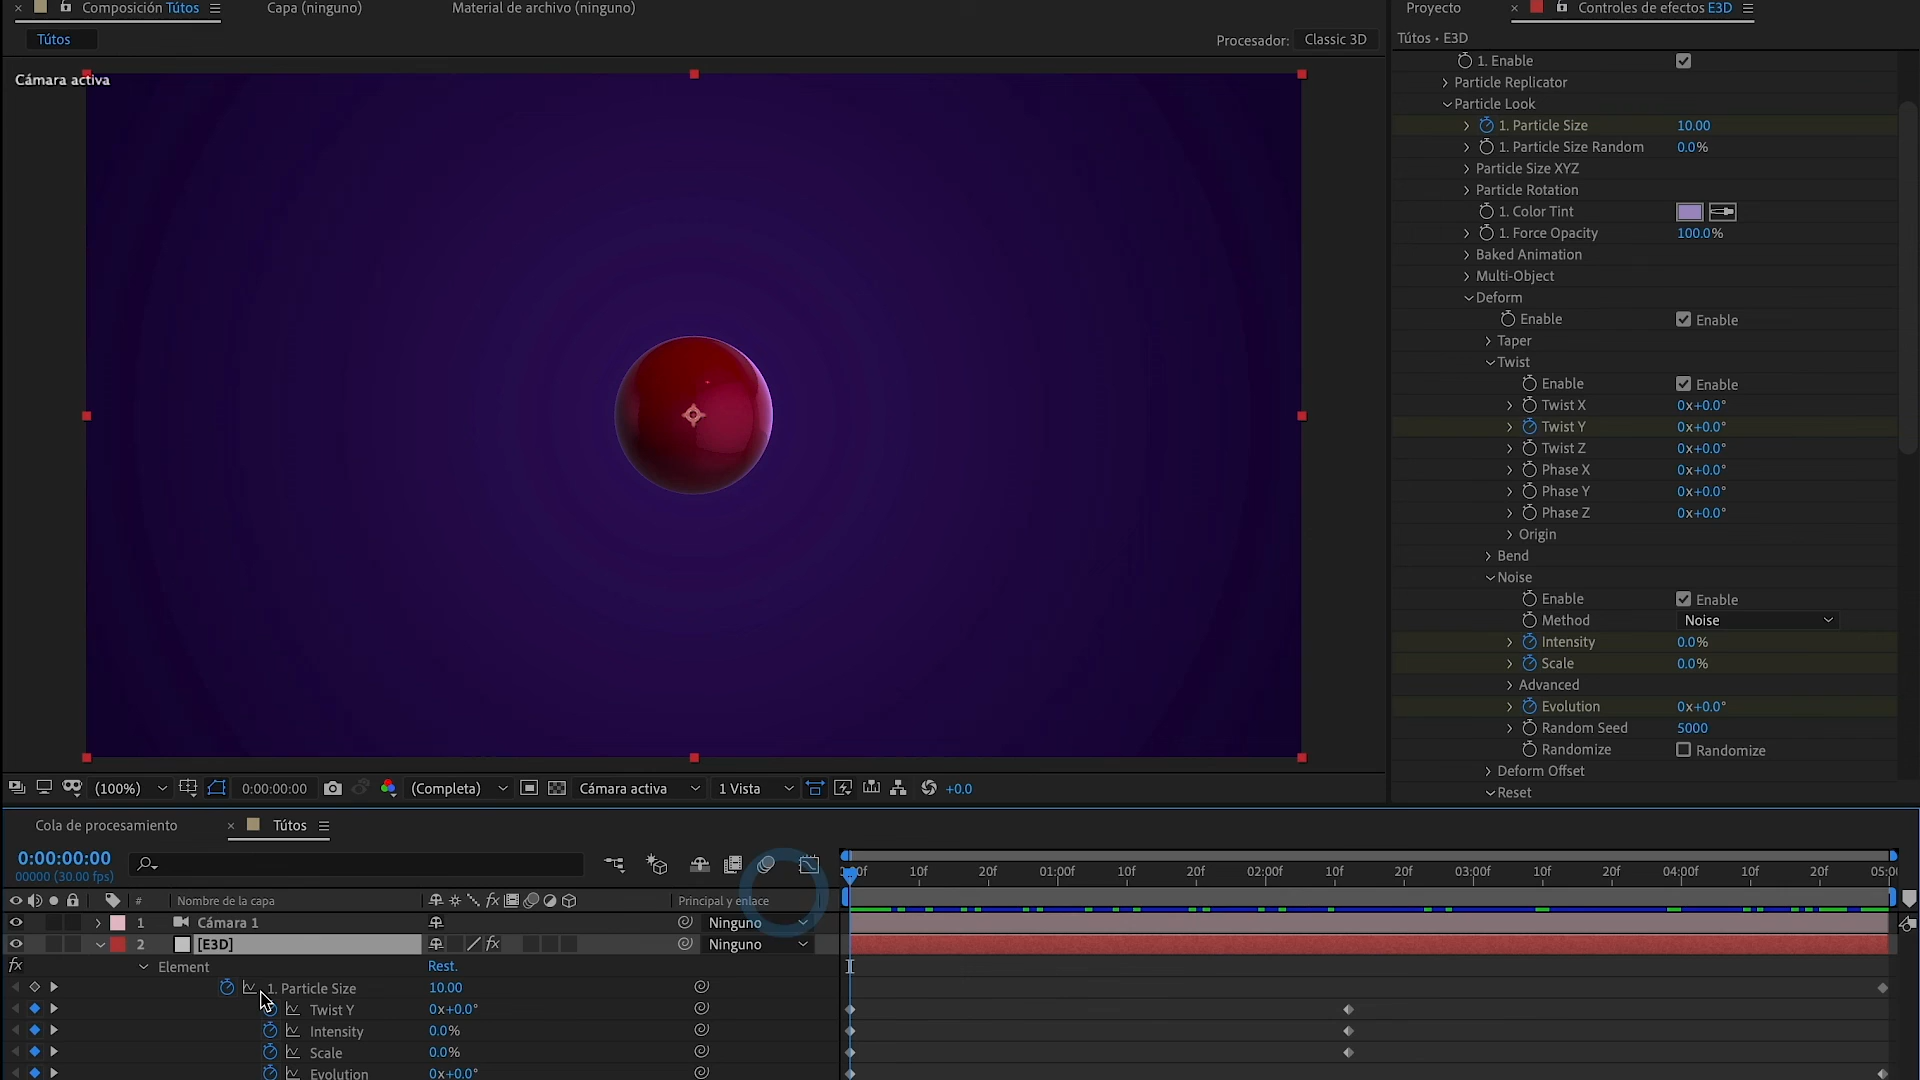 Composición Tútos
Capa (ninguno)
Material de archivo (ninguno)
Proyecto
Controles de efectos E3D
Tútos
Procesador:
Classic 3D
Tútos • E3D
Cámara activa
1. Enable
Particle Replicator
Particle Look
1. Particle Size
10.00
1. Particle Size Random
0.0%
Particle Size XYZ
Particle Rotation
1. Color Tint
1. Force Opacity
100.0%
Baked Animation
Multi-Object
Deform
Enable
Enable
Taper
Twist
Enable
Enable
Twist X
0x+0.0°
Twist Y
0x+0.0°
Twist Z
0x+0.0°
Phase X
0x+0.0°
Phase Y
0x+0.0°
Phase Z
0x+0.0°
Origin
Bend
Noise
Enable
Enable
Method
Noise
Intensity
0.0%
Scale
0.0%
Advanced
Evolution
0x+0.0°
Random Seed
5000
Randomize
Randomize
Deform Offset
Reset
(100%)
0:00:00:00
(Completa)
Cámara activa
1 Vista
+0.0
Cola de procesamiento
Tútos
0:00:00:00
00000 (30.00 fps)
10f
20f
01:00f
10f
20f
02:00f
10f
20f
03:00f
10f
20f
04:00f
10f
20f
#
Nombre de la capa
fx
Principal y enlace
1
Cámara 1
Ninguno
2
[E3D]
fx
Ninguno
fx
Element
Rest.
1. Particle Size
10.00
Twist Y
0x+0.0°
Intensity
0.0%
Scale
0.0%
Evolution
0x+0.0°